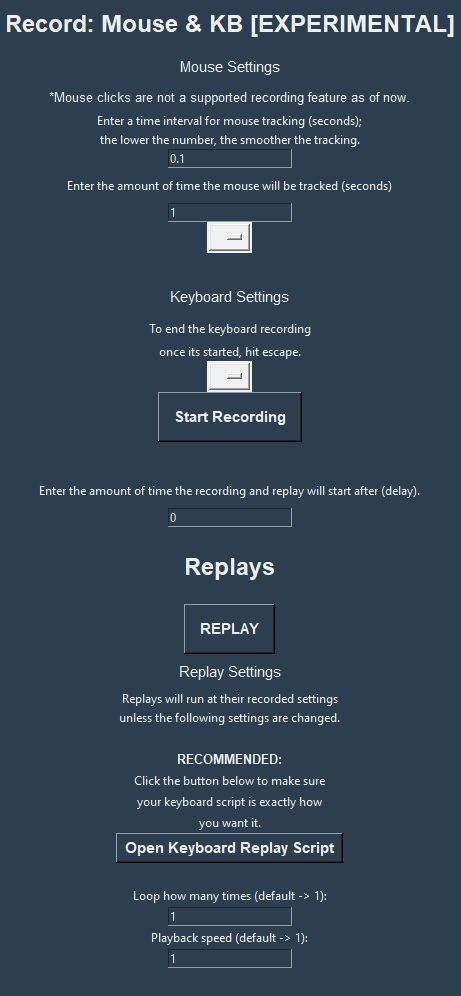 Record: Mouse & KB [EXPERIMENTAL]
Mouse Settings
*Mouse clicks are not a supported recording feature as of now.
Enter a time interval for mouse tracking (seconds);
the lower the number, the smoother the tracking.
0.1
Enter the amount of time the mouse will be tracked (seconds)
1
Keyboard Settings
To end the keyboard recording
once its started, hit escape.
Start Recording
Enter the amount of time the recording and replay will start after (delay).
0
Replays
REPLAY
Replay Settings
Replays will run at their recorded settings
unless the following settings are changed.
RECOMMENDED:
Click the button below to make sure
your keyboard script is exactly how
you want it.
Open Keyboard Replay Script
Loop how many times (default -> 1):
1
Playback speed (default -> 1):
1